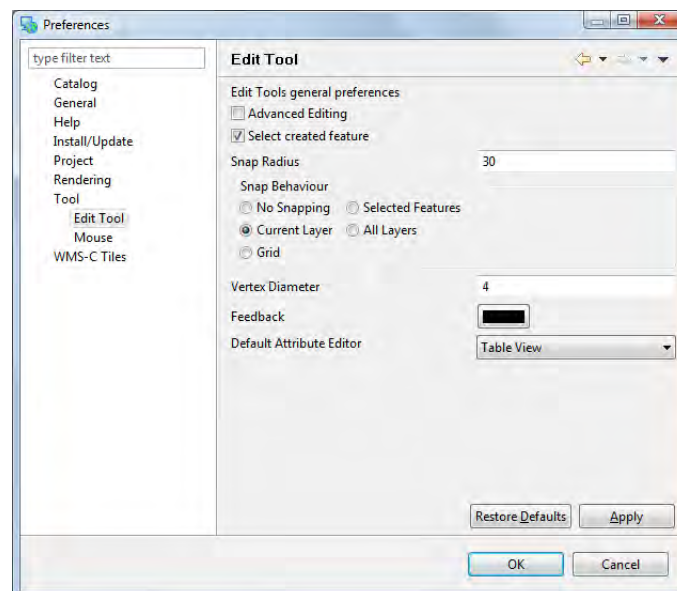 Preferences
type filter text
Catalog
General
Help
Install/Update
Project
Rendering
Tool
Edit Tool
Mouse
WMS-C Tiles
Edit Tool
Edit Tools general preferences
Advanced Editing
Select created feature
Snap Radius 30
Snap Behaviour
No Snapping Selected Features
Current Layer All Layers
Grid
Vertex Diameter 4
Feedback
Default Attribute Editor Table View
Restore Defaults Apply
OK Cancel